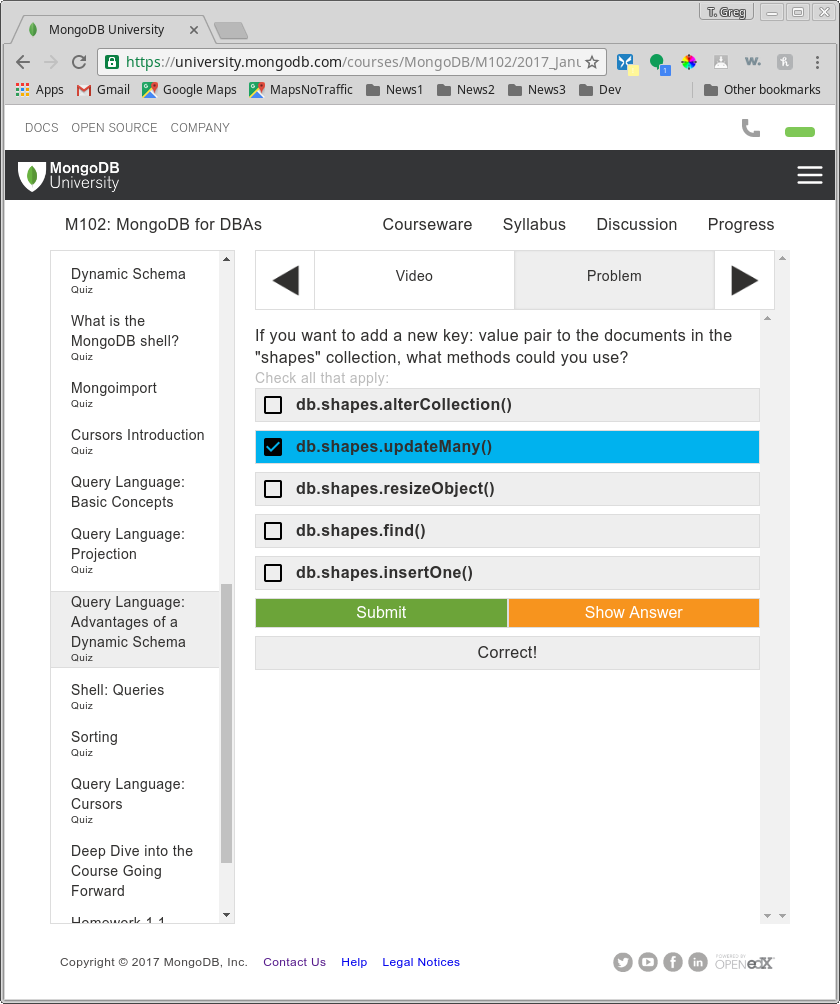 T. Greg
MongoDB University
https://university.mongodb.com/courses/MongoDB/M102/2017_Janu
Apps Gmail Google Maps MapsNoTraffic News1 News2 News3 Dev Other bookmarks
1
w.
DOCS OPEN SOURCE COMPANY
MongoDB
University
M102: MongoDB for DBAs Courseware Syllabus Discussion Progress
Dynamic Schema
Quiz
What is the
MongoDB shell?
Quiz
Mongoimport
Quiz
Cursors Introduction
Quiz
Query Language:
Basic Concepts
Query Language:
Projection
Quiz
Query Language:
Advantages of a
Dynamic Schema
Quiz
Shell: Queries
Quiz
Sorting
Quiz
Query Language:
Cursors
Quiz
Deep Dive into the
Course Going
Forward
Homework 1.1
Video Problem
If you want to add a new key: value pair to the documents in the
"shapes" collection, what methods could you use?
Check all that apply:
db.shapes.alterCollection()
db.shapes.updateMany()
db.shapes.resizeObject()
db.shapes.find()
db.shapes.insertOne()
Submit Show Answer
Correct!
Copyright © 2017 MongoDB, Inc. Contact Us Help Legal Notices
POWERED BY
OPEN edX